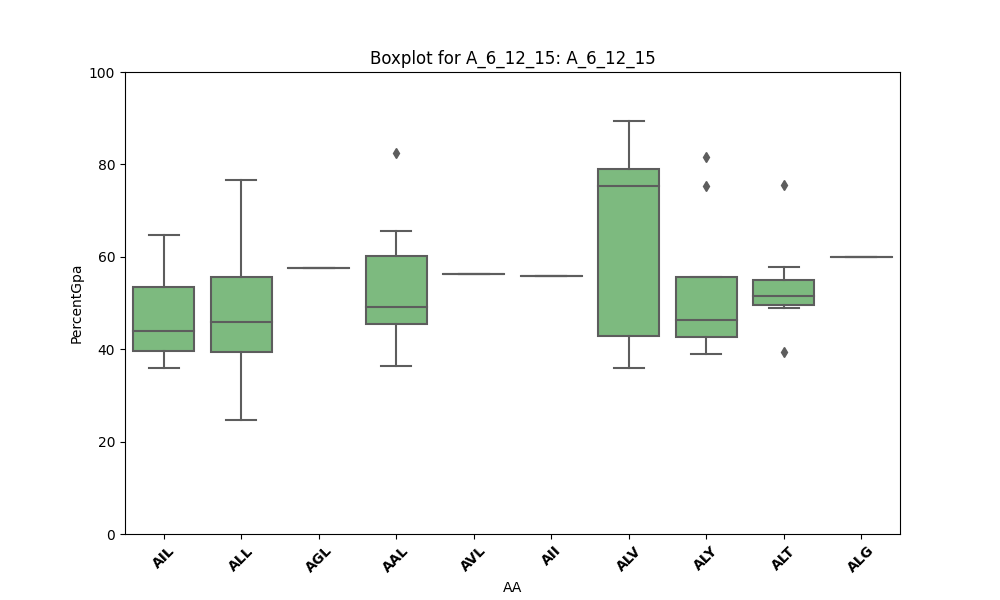 Boxplot for A_6_12_15: A_6_12_15
100
80
60
40
20
0
PercentGpa
AIL
ALL
AGL
AAL
AVL
AII
ALV
ALY
ALT
ALG
AA